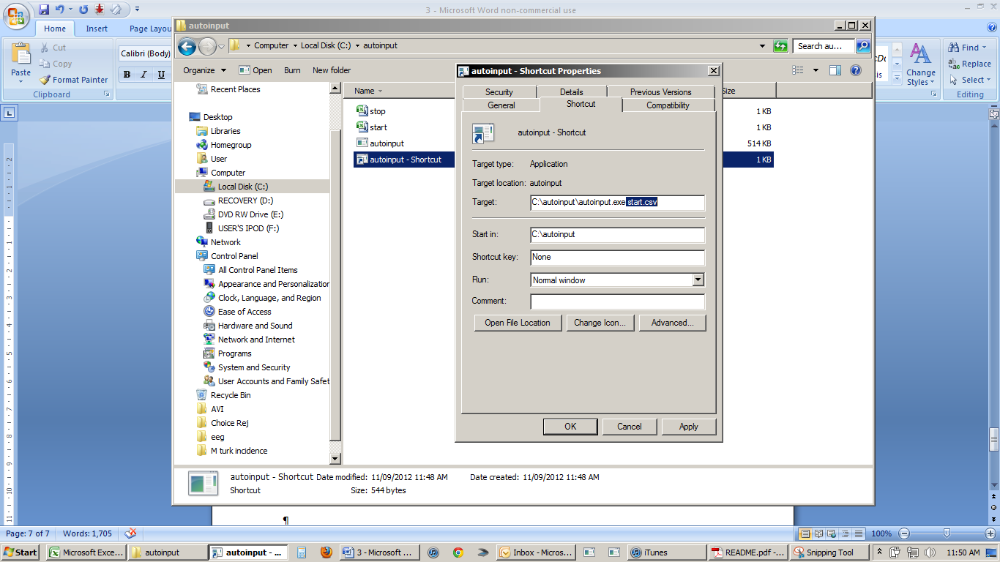 3 - Microsoft Word non-commercial use
Home Insert Page Layou
Cut
Copy
Format Painter
Paste
Clipboard
Calibri (Body)
B I U
Change Styles
Find
Replace
Select
Editing
autoinput
Computer Local Disk (C:) autoinput
Search au...
Organize Open Burn New folder
Recent Places
Desktop
Libraries
Homegroup
User
Computer
Local Disk (C:)
RECOVERY (D:)
DVD RW Drive (E:)
USER'S IPOD (F:)
Network
Control Panel
All Control Panel Items
Appearance and Personalization
Clock, Language, and Region
Ease of Access
Hardware and Sound
Network and Internet
Programs
System and Security
User Accounts and Family Safet
Recycle Bin
AVI
Choice Rej
eeg
M turk incidence
Name Size
stop 1 KB
start 1 KB
autoinput 514 KB
autoinput - Shortcut 1 KB
autoinput - Shortcut Properties
Security Details Previous Versions
General Shortcut Compatibility
autoinput - Shortcut
Target type: Application
Target location: autoinput
Target: C:\autoinput\autoinput.exe start.csv
Start in: C:\autoinput
Shortcut key: None
Run: Normal window
Comment:
Open File Location Change Icon... Advanced...
OK Cancel Apply
autoinput - Shortcut Date modified: 11/09/2012 11:48 AM Date created: 11/09/2012 11:48 AM
Shortcut Size: 544 bytes
¶
Page: 7 of 7 Words: 1,705 100%
Start Microsoft Exce... autoinput autoinput - ... 3 - Microsoft ... Inbox - Micros... iTunes README.pdf -... Snipping Tool 11:50 AM